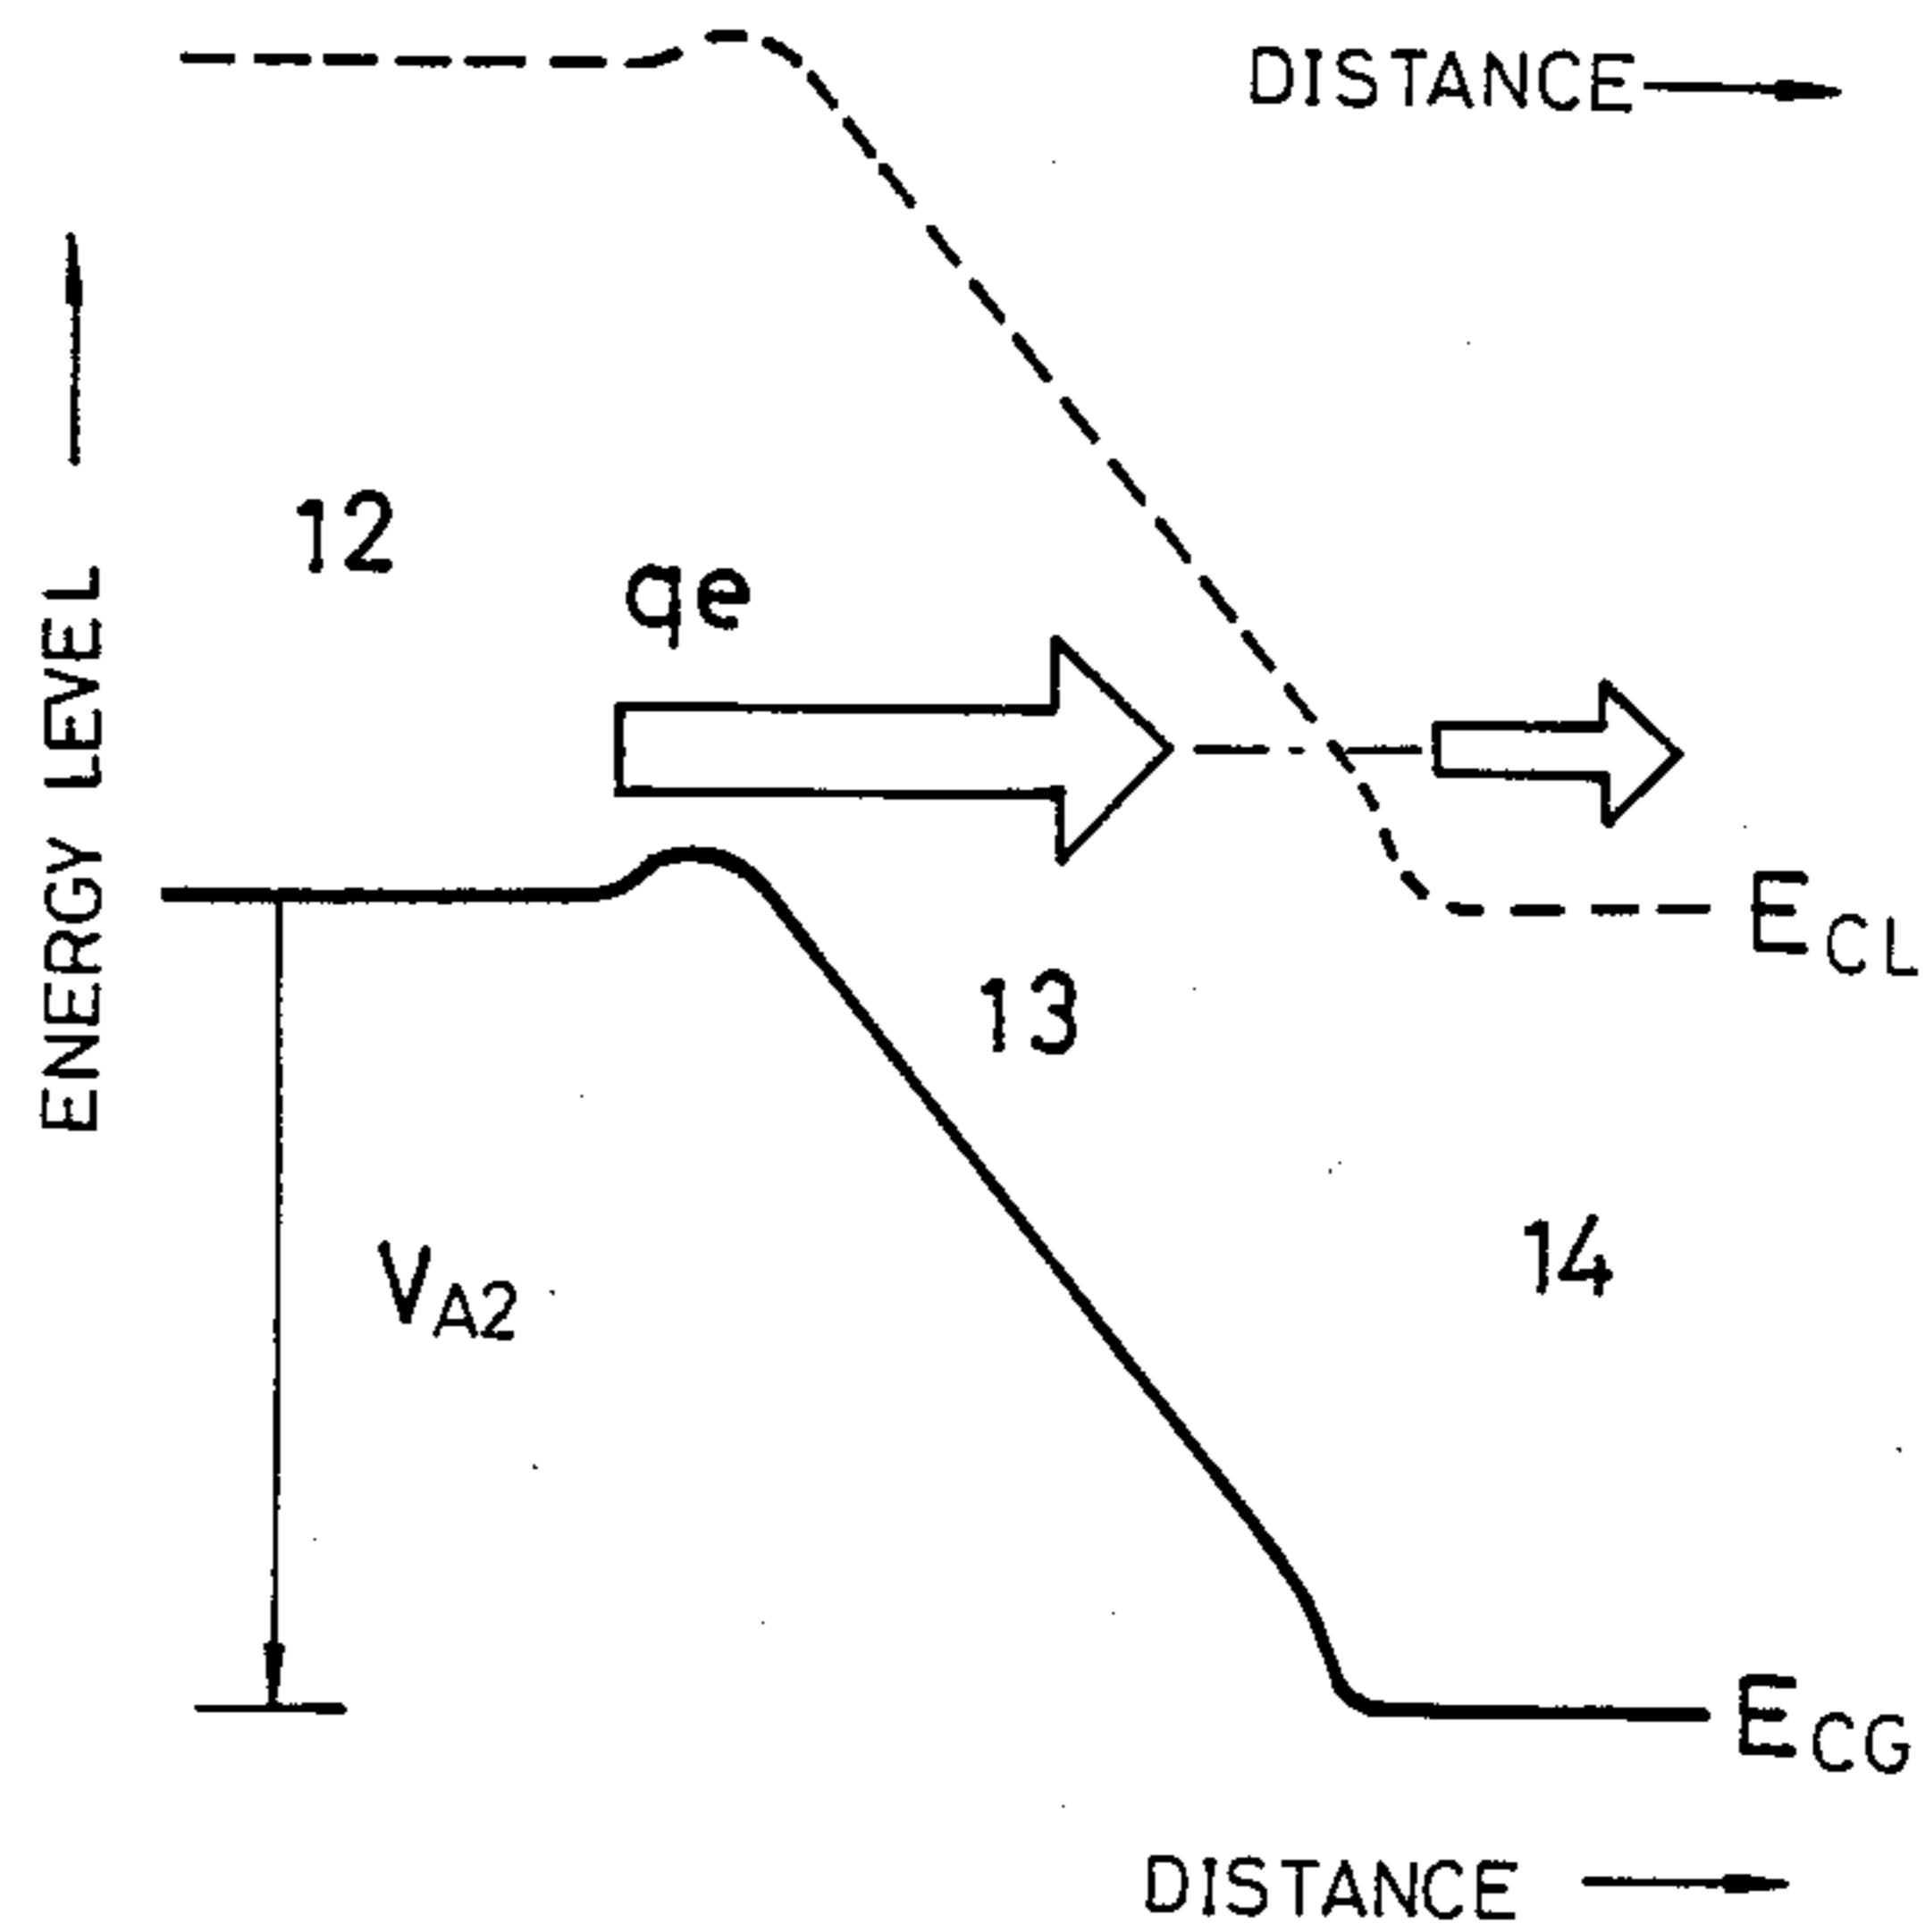 DISTANCE
12
qe
ENERGY LEVEL
E_CL
13
14
V_A2
E_CG
DISTANCE